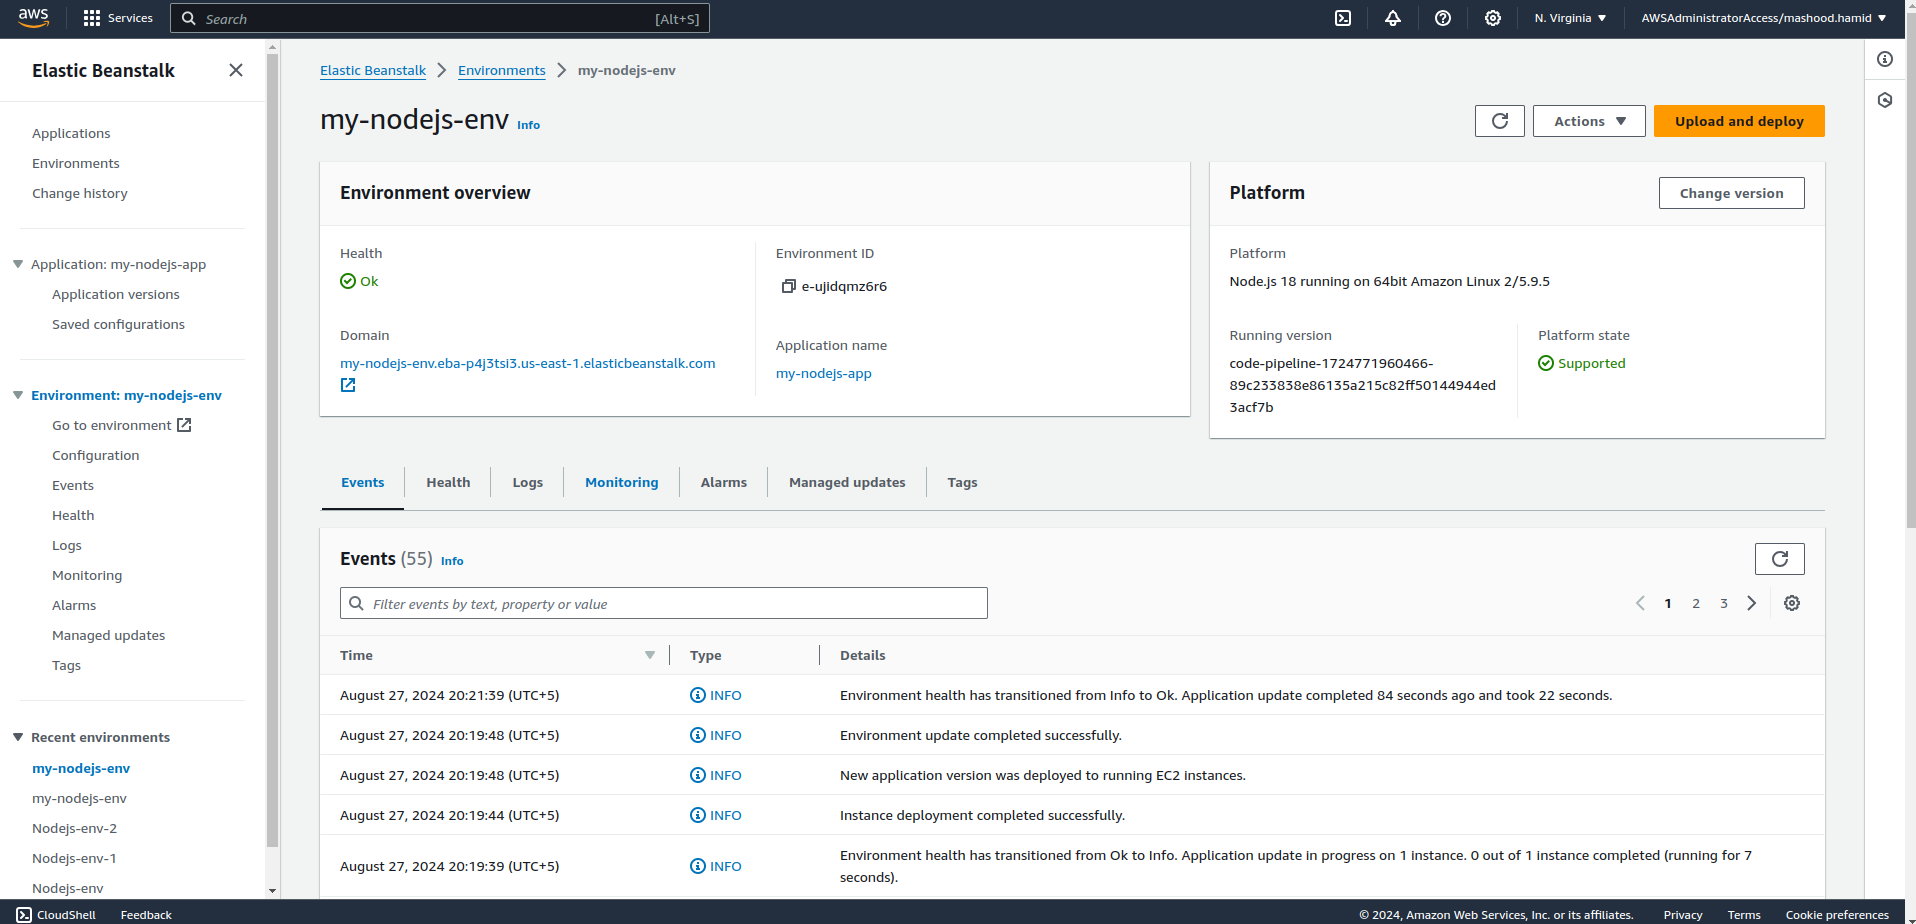 aws
Services
Search
[Alt+S]
N. Virginia
AWSAdministratorAccess/mashood.hamid
Elastic Beanstalk
Applications
Environments
Change history
Application: my-nodejs-app
Application versions
Saved configurations
Environment: my-nodejs-env
Go to environment
Configuration
Events
Health
Logs
Monitoring
Alarms
Managed updates
Tags
Recent environments
my-nodejs-env
my-nodejs-env
Nodejs-env-2
Nodejs-env-1
Nodejs-env
Elastic Beanstalk
Environments
my-nodejs-env
my-nodejs-env Info
Actions
Upload and deploy
Environment overview
Health
Ok
Domain
my-nodejs-env.eba-p4j3tsi3.us-east-1.elasticbeanstalk.com
Environment ID
e-ujidqmz6r6
Application name
my-nodejs-app
Platform
Change version
Platform
Node.js 18 running on 64bit Amazon Linux 2/5.9.5
Running version
code-pipeline-1724771960466-
89c233838e86135a215c82ff50144944ed
3acf7b
Platform state
Supported
Events
Health
Logs
Monitoring
Alarms
Managed updates
Tags
Events (55) Info
Filter events by text, property or value
1 2 3
Time Type Details
August 27, 2024 20:21:39 (UTC+5) INFO Environment health has transitioned from Info to Ok. Application update completed 84 seconds ago and took 22 seconds.
August 27, 2024 20:19:48 (UTC+5) INFO Environment update completed successfully.
August 27, 2024 20:19:48 (UTC+5) INFO New application version was deployed to running EC2 instances.
August 27, 2024 20:19:44 (UTC+5) INFO Instance deployment completed successfully.
August 27, 2024 20:19:39 (UTC+5) INFO Environment health has transitioned from Ok to Info. Application update in progress on 1 instance. 0 out of 1 instance completed (running for 7
seconds).
CloudShell
Feedback
© 2024, Amazon Web Services, Inc. or its affiliates.
Privacy
Terms
Cookie preferences